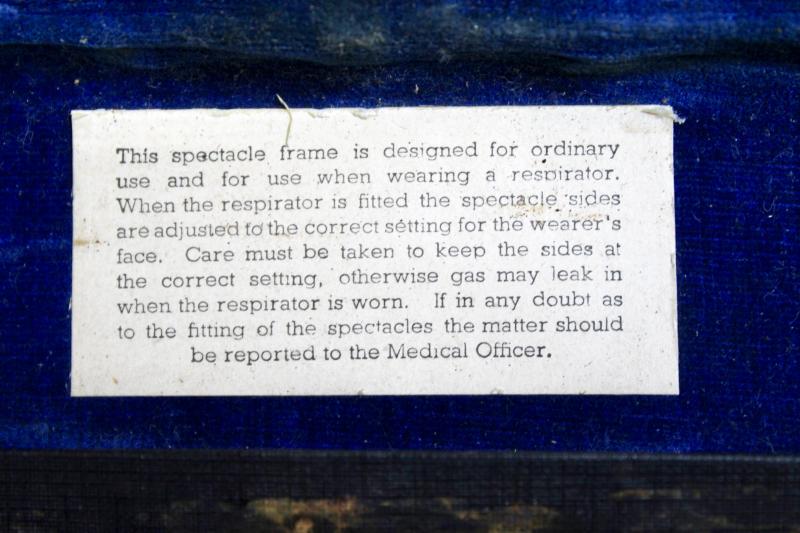 This spectacle frame is designed for ordinary
use and for use when wearing a respirator.
When the respirator is fitted the spectacle sides
are adjusted to the correct setting for the wearer's
face. Care must be taken to keep the sides at
the correct setting, otherwise gas may leak in
when the respirator is worn. If in any doubt as
to the fitting of the spectacles the matter should
be reported to the Medical Officer.